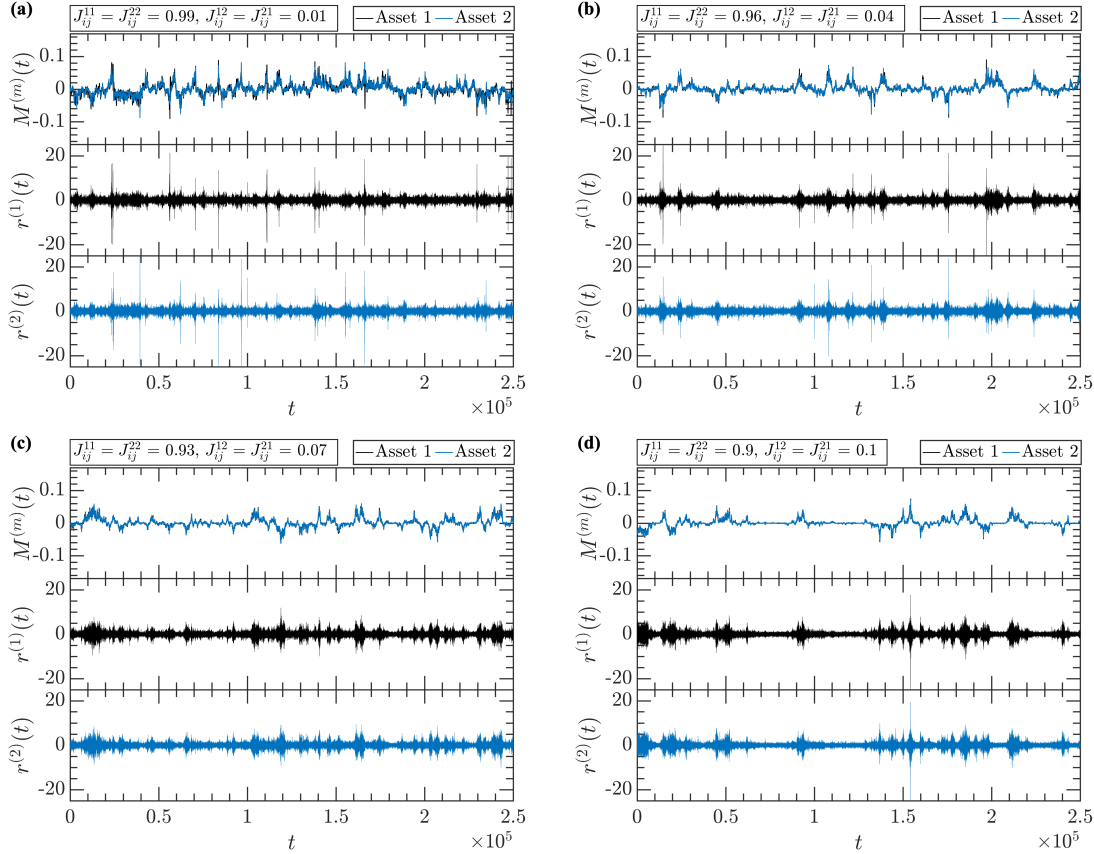 (a)
J_{ij}^{11} = J_{ij}^{22} = 0.99, J_{ij}^{12} = J_{ij}^{21} = 0.01
Asset 1 Asset 2
0.1
0
-0.1
M^{(m)}(t)
20
0
-20
r^{(1)}(t)
20
0
-20
r^{(2)}(t)
0 0.5 1 1.5 2 2.5
t
×10^5
(b)
J_{ij}^{11} = J_{ij}^{22} = 0.96, J_{ij}^{12} = J_{ij}^{21} = 0.04
Asset 1 Asset 2
0.1
0
-0.1
M^{(m)}(t)
20
0
-20
r^{(1)}(t)
20
0
-20
r^{(2)}(t)
0 0.5 1 1.5 2 2.5
t
×10^5
(c)
J_{ij}^{11} = J_{ij}^{22} = 0.93, J_{ij}^{12} = J_{ij}^{21} = 0.07
Asset 1 Asset 2
0.1
0
-0.1
M^{(m)}(t)
20
0
-20
r^{(1)}(t)
20
0
-20
r^{(2)}(t)
0 0.5 1 1.5 2 2.5
t
×10^5
(d)
J_{ij}^{11} = J_{ij}^{22} = 0.9, J_{ij}^{12} = J_{ij}^{21} = 0.1
Asset 1 Asset 2
0.1
0
-0.1
M^{(m)}(t)
20
0
-20
r^{(1)}(t)
20
0
-20
r^{(2)}(t)
0 0.5 1 1.5 2 2.5
t
×10^5